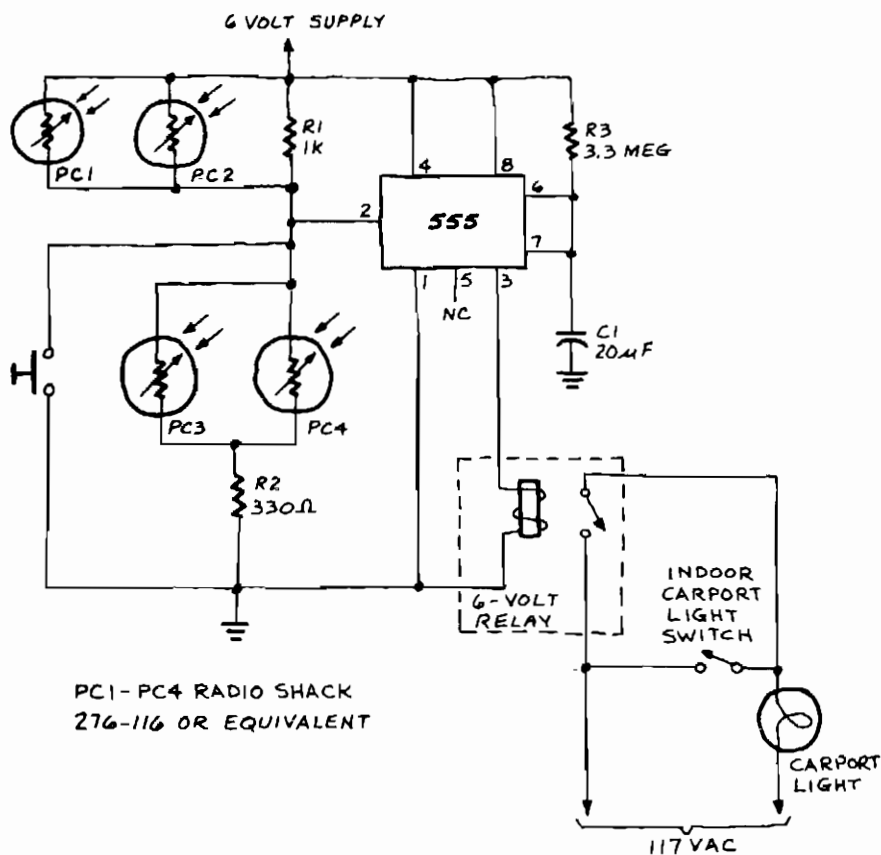 6 VOLT SUPPLY
PC1
PC2
R1
1K
R3
3.3 MEG
4
8
6
2
555
7
1
5
3
NC
C1
20µF
PC3
PC4
R2
330Ω
6-VOLT
RELAY
INDOOR
CARPORT
LIGHT
SWITCH
PC1-PC4 RADIO SHACK
276-116 OR EQUIVALENT
CARPORT
LIGHT
117 VAC